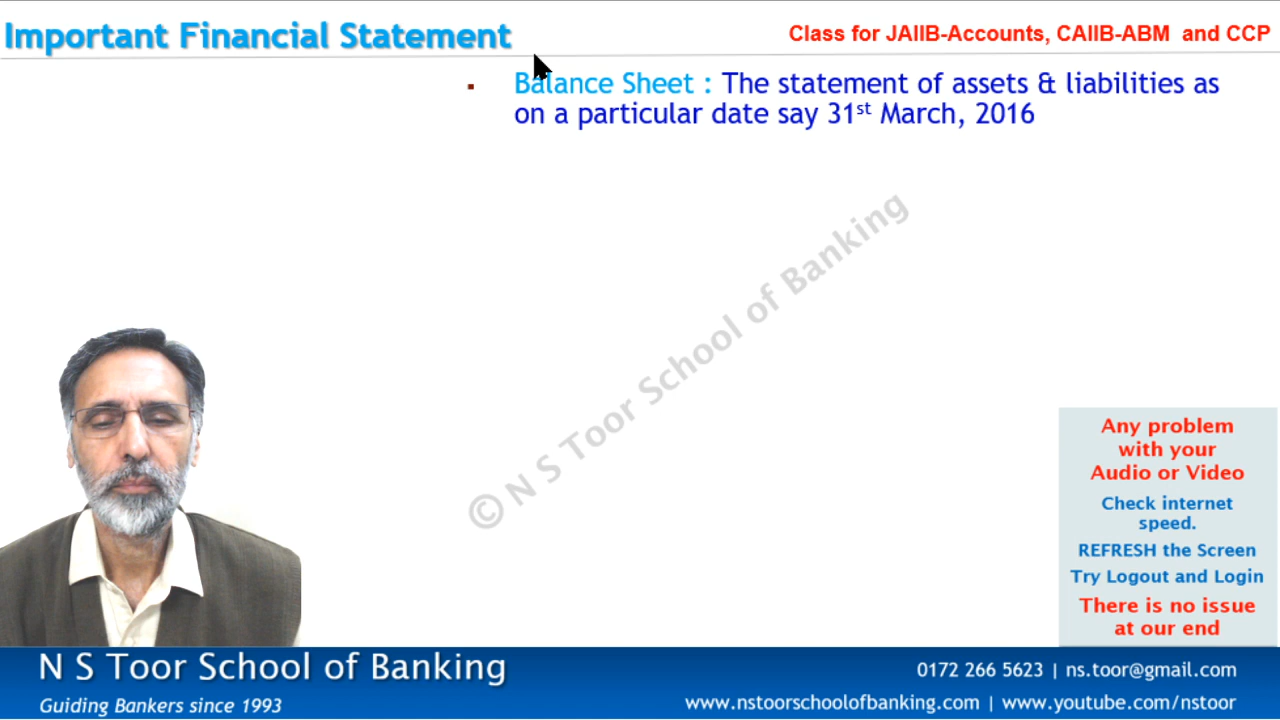 Important Financial Statement
Class for JAIIB-Accounts, CAIIB-ABM and CCP
▪ Balance Sheet : The statement of assets & liabilities as
on a particular date say 31st March, 2016
© N S Toor School of Banking
Any problem
with your
Audio or Video
Check internet
speed.
REFRESH the Screen
Try Logout and Login
There is no issue
at our end
N S Toor School of Banking
Guiding Bankers since 1993
0172 266 5623 | ns.toor@gmail.com
www.nstoorschoolofbanking.com | www.youtube.com/nstoor